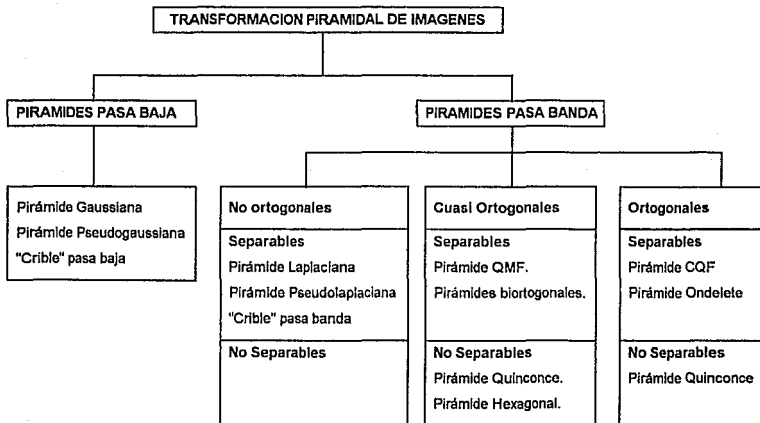 TRANSFORMACION PIRAMIDAL DE IMAGENES
PIRAMIDES PASA BAJA
PIRAMIDES PASA BANDA
Pirámide Gaussiana
Pirámide Pseudogaussiana
"Crible" pasa baja
No ortogonales
Separables
Pirámide Laplaciana
Pirámide Pseudolaplaciana
"Crible" pasa banda
No Separables
Cuasi Ortogonales
Separables
Pirámide QMF.
Pirámides biortogonales.
No Separables
Pirámide Quinconce.
Pirámide Hexagonal.
Ortogonales
Separables
Pirámide CQF
Pirámide Ondelete
No Separables
Pirámide Quinconce